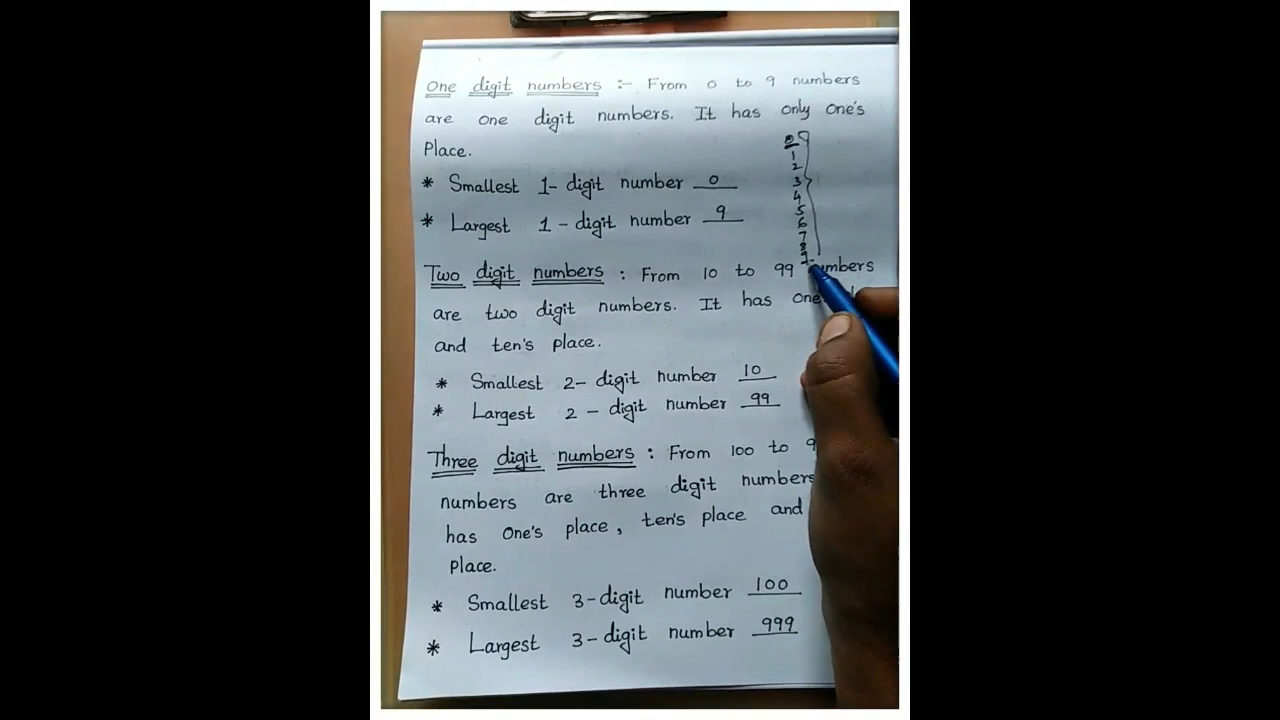 One digit numbers :- From 0 to 9 numbers
are one digit numbers. It has only one's
Place.
* Smallest 1- digit number 0
* Largest 1 - digit number 9
0
1
2
3
4
5
6
7
8
9
Two digit numbers : From 10 to 99 numbers
are two digit numbers. It has one
and ten's place.
* Smallest 2- digit number 10
* Largest 2 - digit number 99
Three digit numbers : From 100 to 9
numbers are three digit numbers
has One's place, ten's place and
Place.
* Smallest 3-digit number 100
* Largest 3- digit number 999